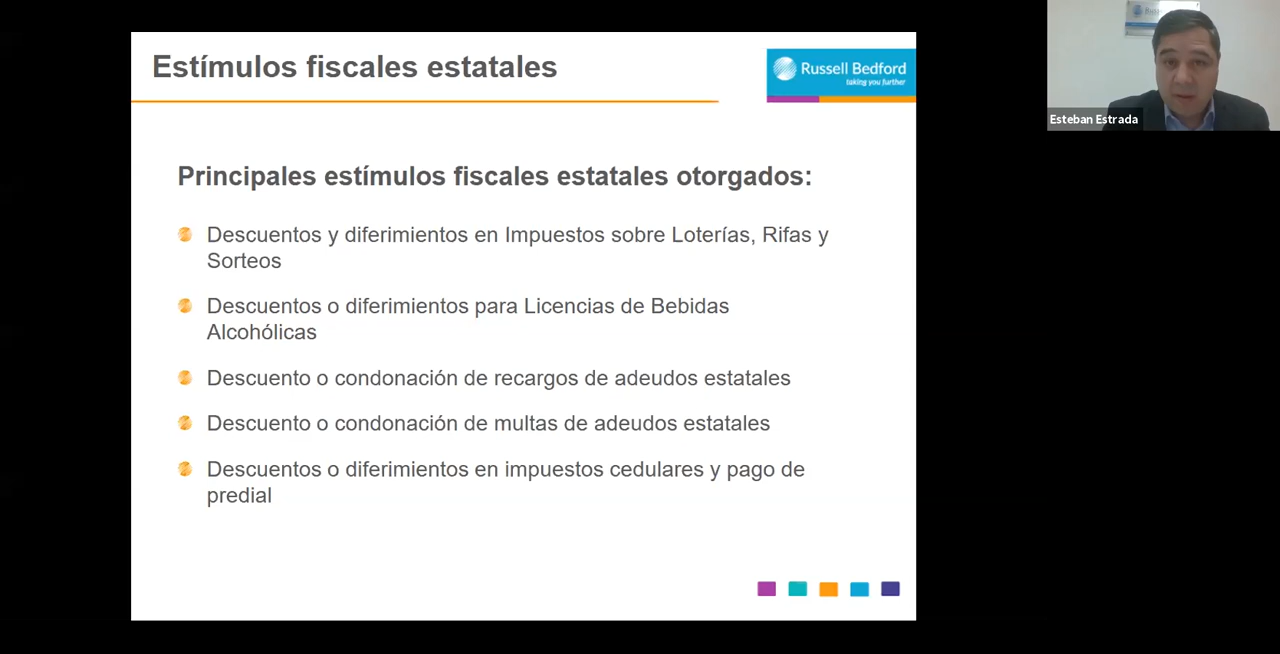 Estímulos fiscales estatales
Russell Bedford
taking you further
Principales estímulos fiscales estatales otorgados:
Descuentos y diferimientos en Impuestos sobre Loterías, Rifas y
Sorteos
Descuentos o diferimientos para Licencias de Bebidas
Alcohólicas
Descuento o condonación de recargos de adeudos estatales
Descuento o condonación de multas de adeudos estatales
Descuentos o diferimientos en impuestos cedulares y pago de
predial
Esteban Estrada